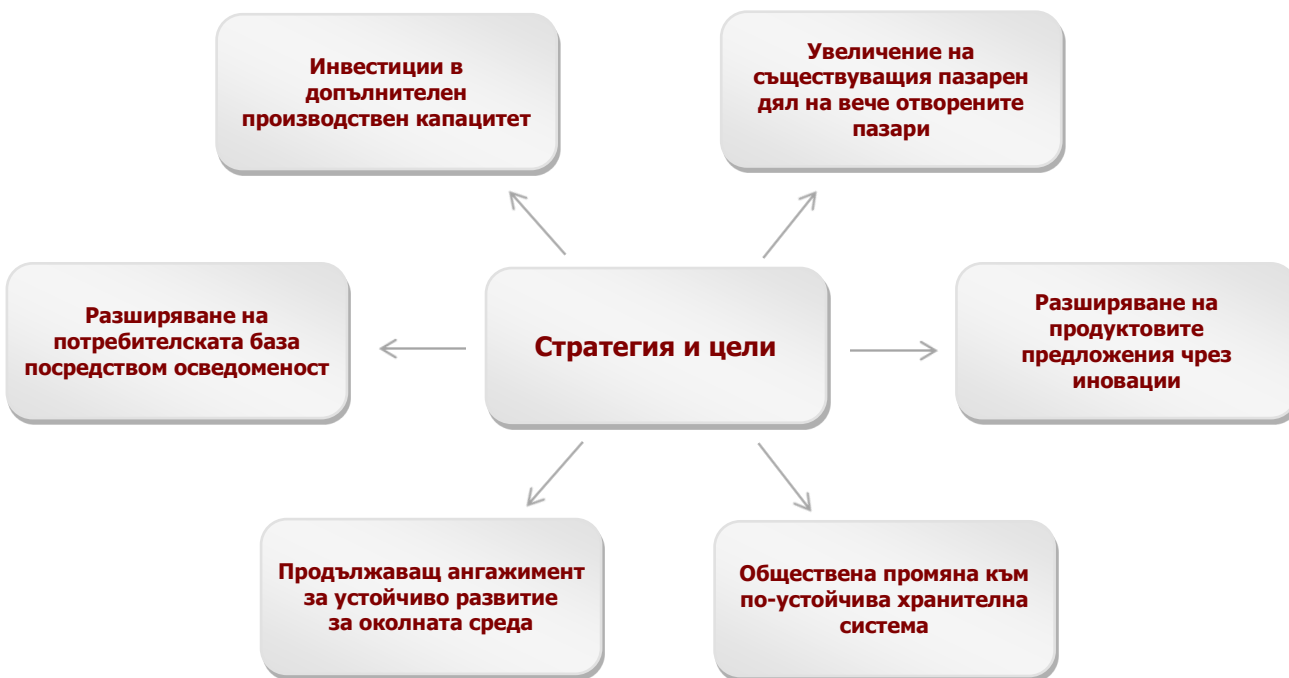 Инвестиции в
допълнителен
производствен капацитет
Увеличение на
съществуващия пазарен
дял на вече отворените
пазари
Разширяване на
потребителската база
посредством осведоменост
Стратегия и цели
Разширяване на
продуктовите
предложения чрез
иновации
Продължаващ ангажимент
за устойчиво развитие
за околната среда
Обществена промяна към
по-устойчива хранителна
система